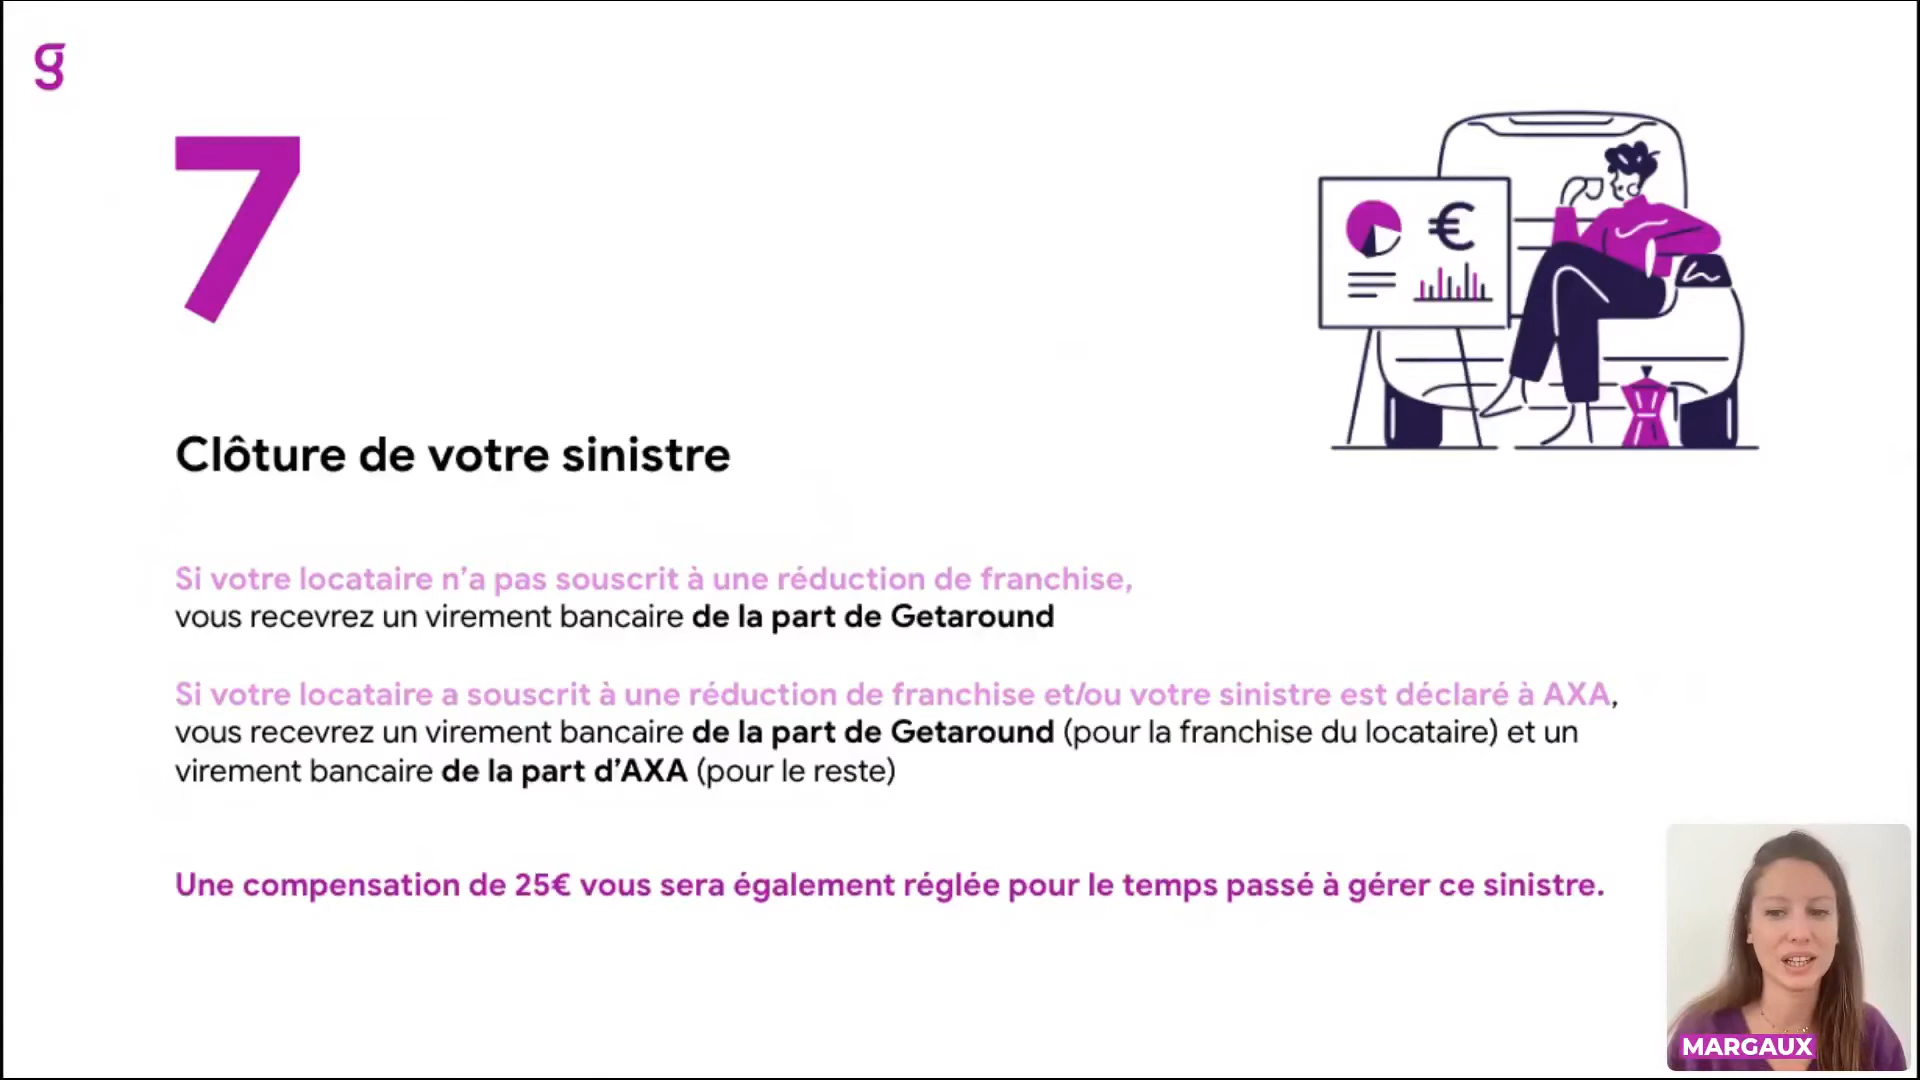 g
7
€
Clôture de votre sinistre
Si votre locataire n’a pas souscrit à une réduction de franchise,
vous recevrez un virement bancaire de la part de Getaround
Si votre locataire a souscrit à une réduction de franchise et/ou votre sinistre est déclaré à AXA,
vous recevrez un virement bancaire de la part de Getaround (pour la franchise du locataire) et un
virement bancaire de la part d’AXA (pour le reste)
Une compensation de 25€ vous sera également réglée pour le temps passé à gérer ce sinistre.
MARGAUX